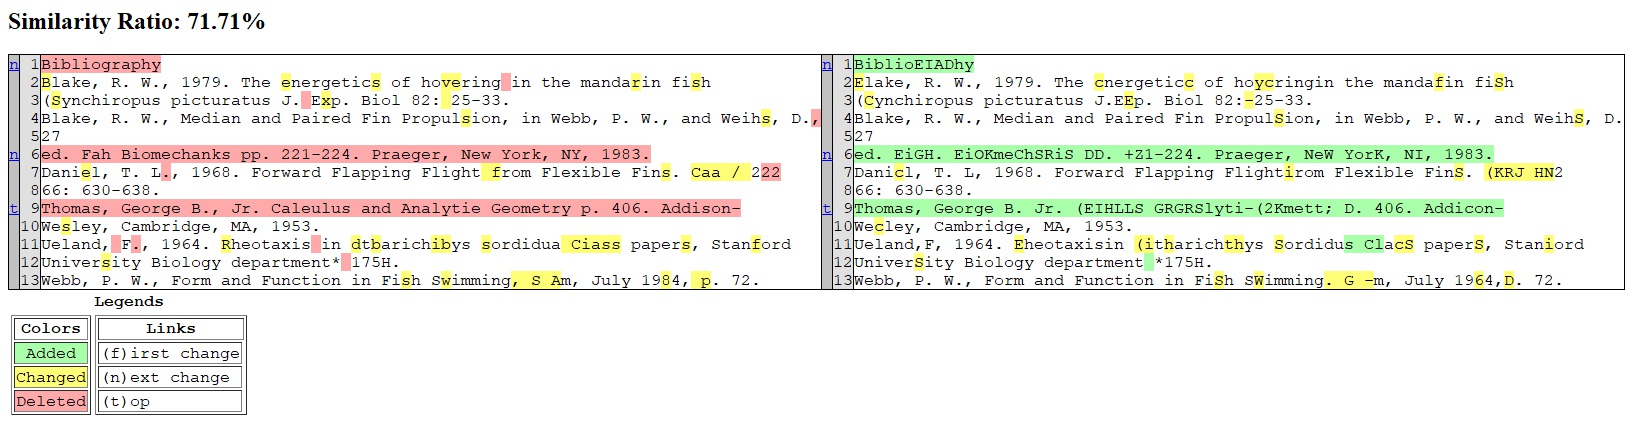 Similarity Ratio: 71.71%
n 1 Bibliography n 1 BiblioEIADhy
2 Blake, R. W., 1979. The energetics of hovering in the mandarin fish 2 Elake, R. W., 1979. The cnergeticc of hoycringin the mandafin fiSh
3 (Synchiropus picturatus J. Exp. Biol 82: 25-33. 3 (Cynchiropus picturatus J.EEp. Biol 82:-25-33.
4 Blake, R. W., Median and Paired Fin Propulsion, in Webb, P. W., and Weihs, D., 4 Blake, R. W., Median and Paired Fin PropulSion, in Webb, P. W., and WeihS, D.
5 27 5 27
n 6 ed. Fah Biomechanks pp. 221-224. Praeger, New York, NY, 1983. n 6 ed. EiGH. EiOKmeChSRiS DD. +Z1-224. Praeger, NeW YorK, NI, 1983.
7 Daniel, T. L., 1968. Forward Flapping Flight from Flexible Fins. Caa / 222 7 Danicl, T. L, 1968. Forward Flapping Flightirom Flexible FinS. (KRJ HN2
8 66: 630-638. 8 66: 630-638.
t 9 Thomas, George B., Jr. Caleulus and Analytie Geometry p. 406. Addison- t 9 Thomas, George B. Jr. (EIHLLS GRGRSlyti-(2Kmett; D. 406. Addicon-
10 Wesley, Cambridge, MA, 1953. 10 Wecley, Cambridge, MA, 1953.
11 Ueland, F., 1964. Rheotaxis in dtbarichibys sordidua Ciass papers, Stanford 11 Ueland,F, 1964. Eheotaxisin (itharichthys Sordidus ClacS paperS, Staniord
12 University Biology department* 175H. 12 UniverSity Biology department *175H.
13 Webb, P. W., Form and Function in Fish Swimming, S Am, July 1984, p. 72. 13 Webb, P. W., Form and Function in FiSh SWimming. G -m, July 1964,D. 72.
Legends
Colors Links
Added (f)irst change
Changed (n)ext change
Deleted (t)op